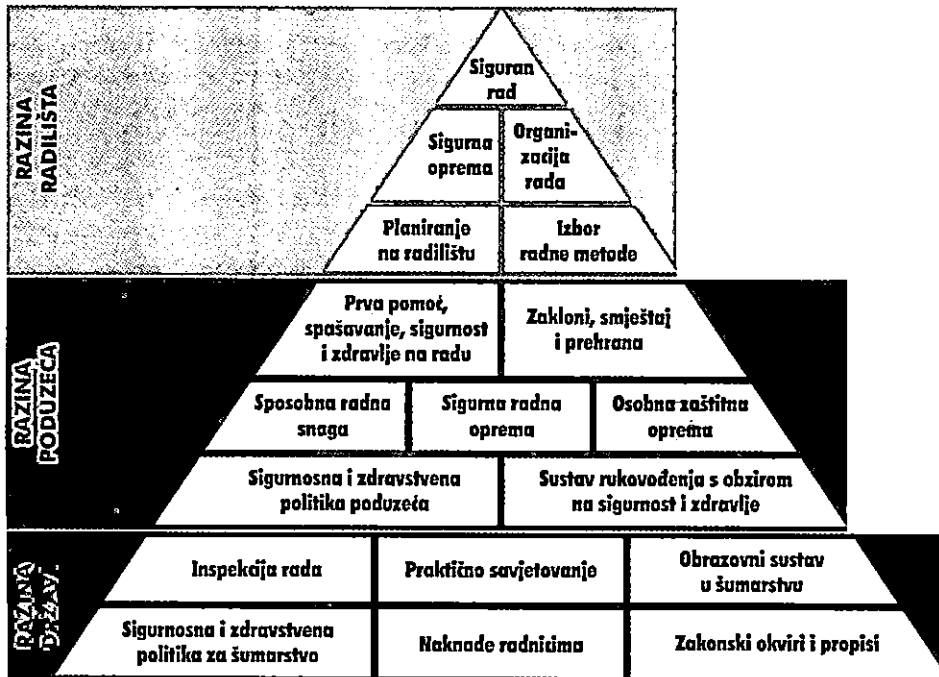 RAZINA
RADILIŠTA
Siguran
rad
Sigurna
oprema
Organi-
zacija
rada
Planiranje
na radilištu
Izbor
radne metode
RAZINA
PODUZEĆA
Prva pomoć,
spašavanje, sigurnost
i zdravlje na radu
Zakloni, smještaj
i prehrana
Sposobna radna
snaga
Sigurna radna
oprema
Osobna zaštitna
oprema
Sigurnosna i zdravstvena
politika poduzeća
Sustav rukovođenja s obzirom
na sigurnost i zdravlje
RAZINA
DRŽAV.
Inspekcija rada
Praktično savjetovanje
Obrazovni sustav
u šumarstvu
Sigurnosna i zdravstvena
politika za šumarstvo
Naknade radnicima
Zakonski okviri i propisi